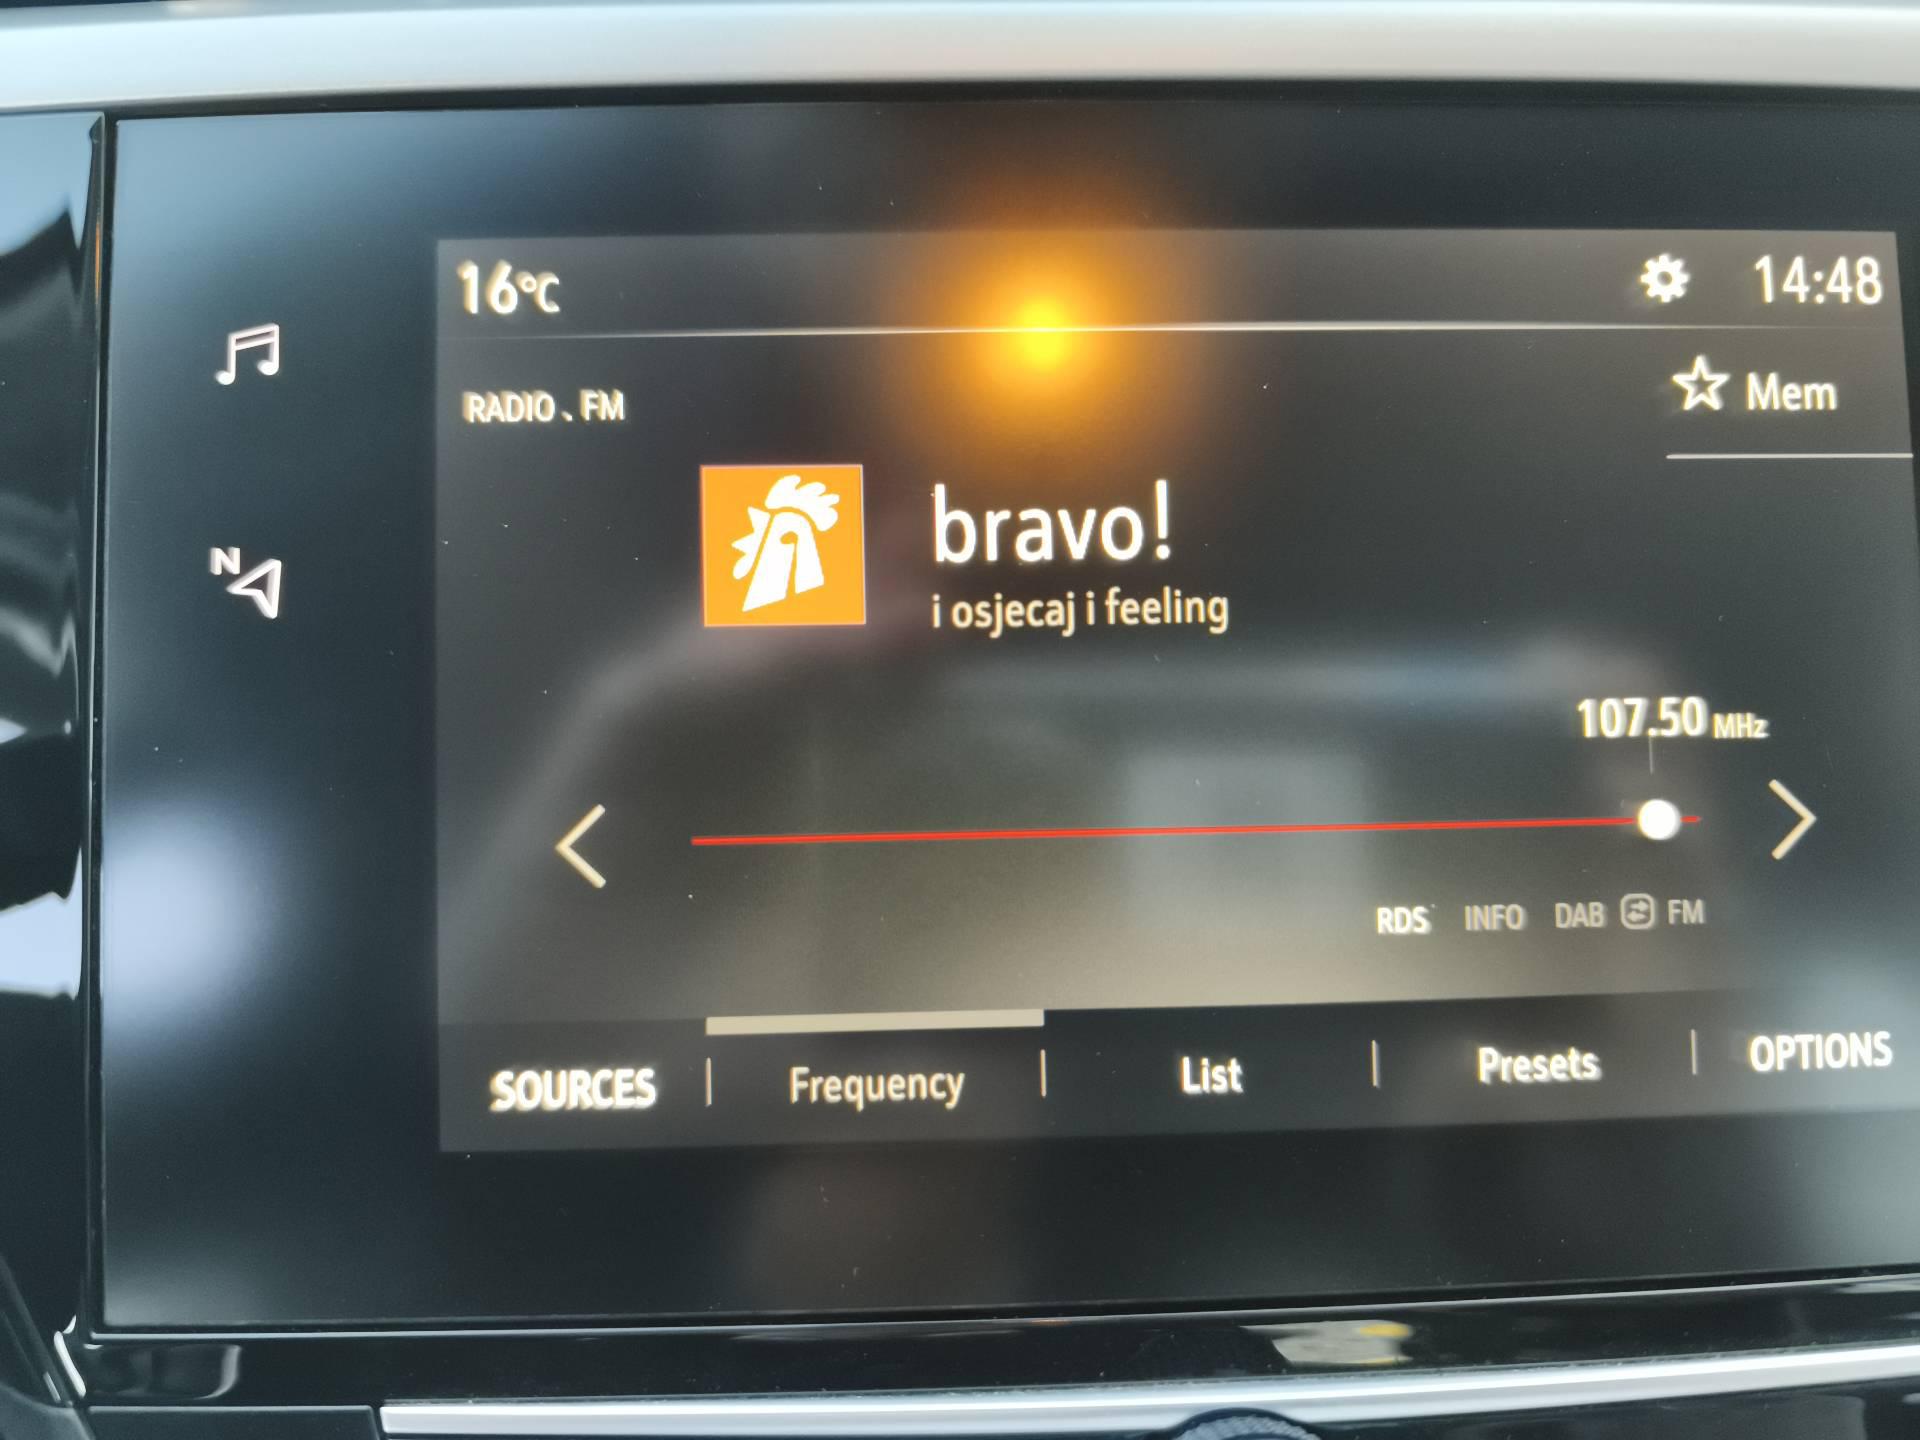 16°C
14:48
RADIO . FM
Mem
N
bravo!
i osjecaj i feeling
107.50 MHz
RDS INFO DAB FM
SOURCES Frequency List Presets OPTIONS